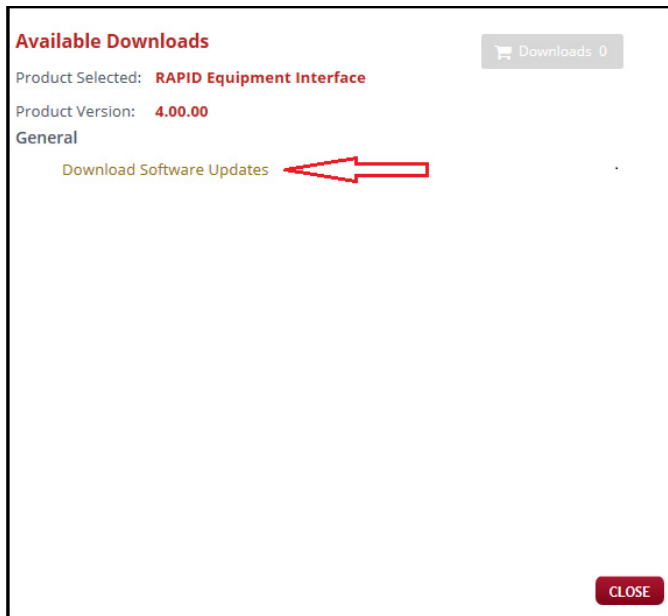 Available Downloads
Downloads 0
Product Selected: RAPID Equipment Interface
Product Version: 4.00.00
General
Download Software Updates
CLOSE